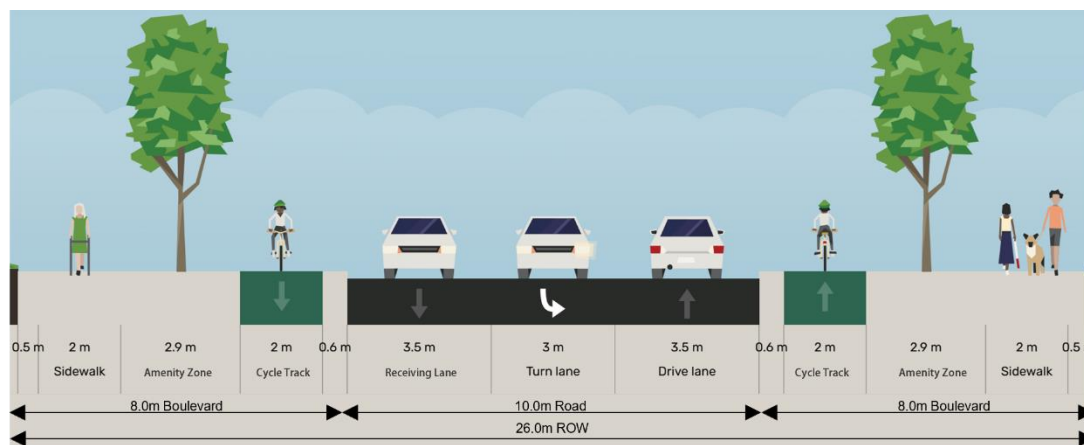 0.5 m 2 m 2.9 m 2 m 0.6 m 3.5 m 3 m 3.5 m 0.6 m 2 m 2.9 m 2 m 0.5
Sidewalk Amenity Zone Cycle Track Receiving Lane Turn lane Drive lane Cycle Track Amenity Zone Sidewalk
8.0m Boulevard 10.0m Road 8.0m Boulevard
26.0m ROW